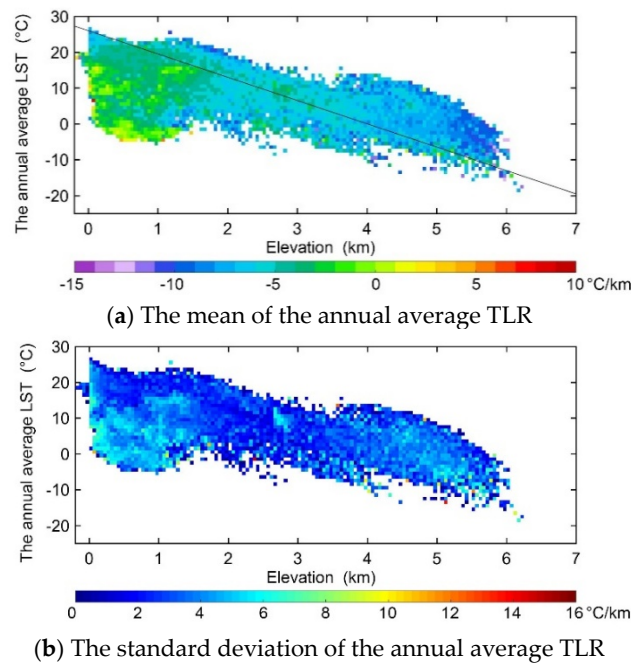 The annual average LST (°C)
30
20
10
0
-10
-20
0 1 2 3 4 5 6 7
Elevation (km)
-15 -10 -5 0 5 10 °C/km
(a) The mean of the annual average TLR
The annual average LST (°C)
30
20
10
0
-10
-20
0 1 2 3 4 5 6 7
Elevation (km)
0 2 4 6 8 10 12 14 16 °C/km
(b) The standard deviation of the annual average TLR